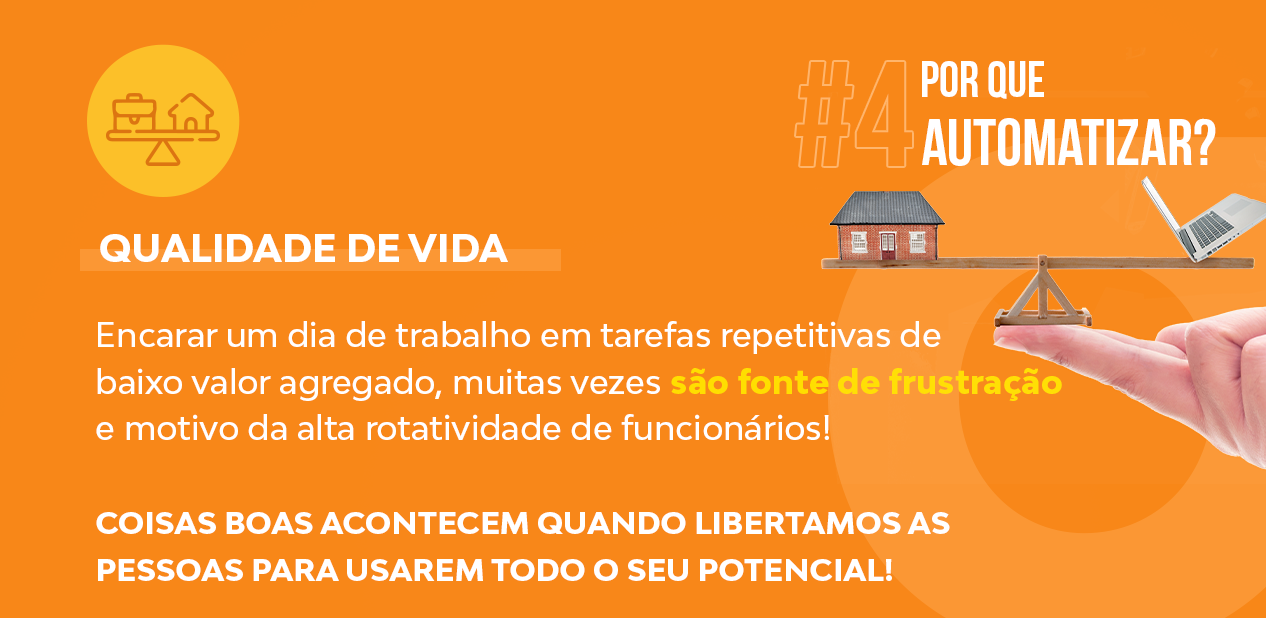 #4 POR QUE
AUTOMATIZAR?
QUALIDADE DE VIDA
Encarar um dia de trabalho em tarefas repetitivas de
baixo valor agregado, muitas vezes são fonte de frustração
e motivo da alta rotatividade de funcionários!
COISAS BOAS ACONTECEM QUANDO LIBERTAMOS AS
PESSOAS PARA USAREM TODO O SEU POTENCIAL!